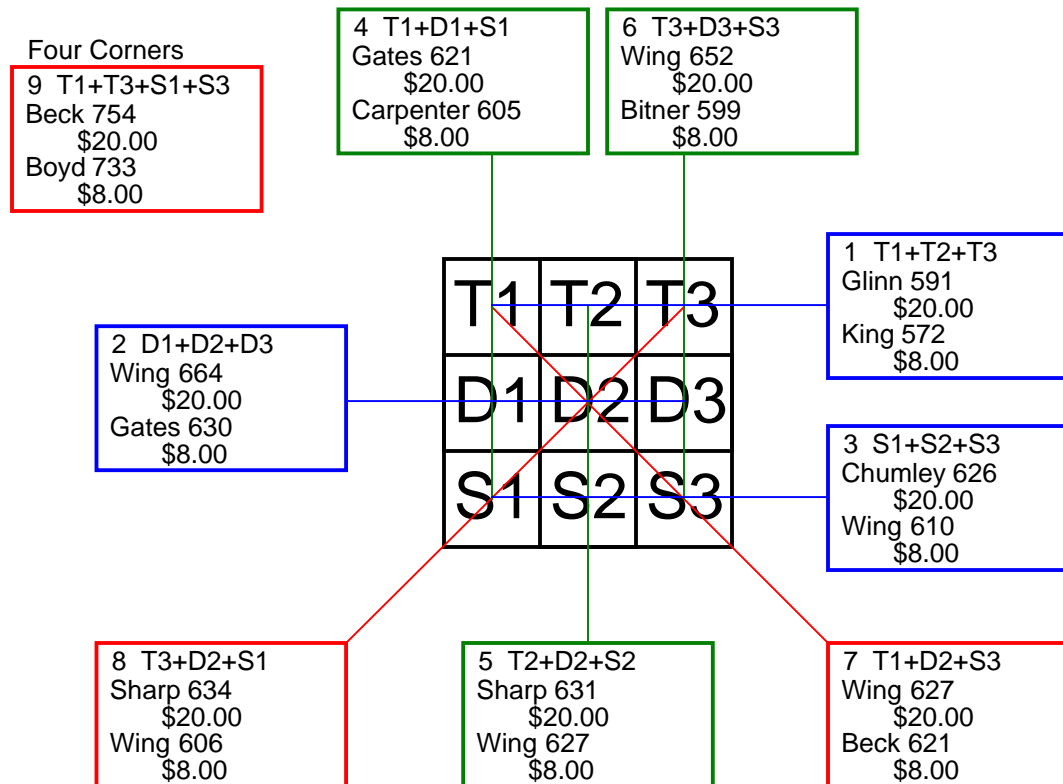 Four Corners
9 T1+T3+S1+S3
Beck 754
$20.00
Boyd 733
$8.00
4 T1+D1+S1
Gates 621
$20.00
Carpenter 605
$8.00
6 T3+D3+S3
Wing 652
$20.00
Bitner 599
$8.00
1 T1+T2+T3
Glinn 591
$20.00
King 572
$8.00
T1 T2 T3
D1 D2 D3
S1 S2 S3
2 D1+D2+D3
Wing 664
$20.00
Gates 630
$8.00
3 S1+S2+S3
Chumley 626
$20.00
Wing 610
$8.00
8 T3+D2+S1
Sharp 634
$20.00
Wing 606
$8.00
5 T2+D2+S2
Sharp 631
$20.00
Wing 627
$8.00
7 T1+D2+S3
Wing 627
$20.00
Beck 621
$8.00